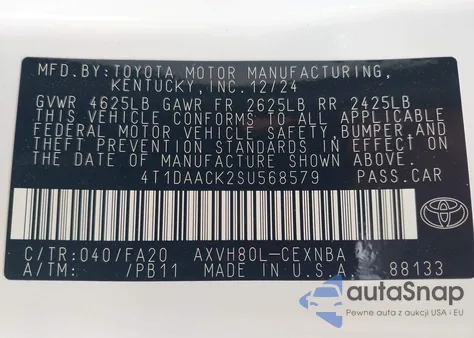 MFD.BY:TOYOTA MOTOR MANUFACTURING,
KENTUCKY, INC. 12/24
GVWR 4625LB GAWR FR 2625LB RR 2425LB
THIS VEHICLE CONFORMS TO ALL APPLICABLE
FEDERAL MOTOR VEHICLE SAFETY, BUMPER, AND
THEFT PREVENTION STANDARDS IN EFFECT ON
THE DATE OF MANUFACTURE SHOWN ABOVE.
4T1DAACK2SU568579 PASS.CAR
TOYOTA
C/TR:040/FA20 AXVH80L-CEXNBA
A/TM: /PB11 MADE IN U.S.A. 88133
autoSnap
Pewne auta z aukcji USA i EU